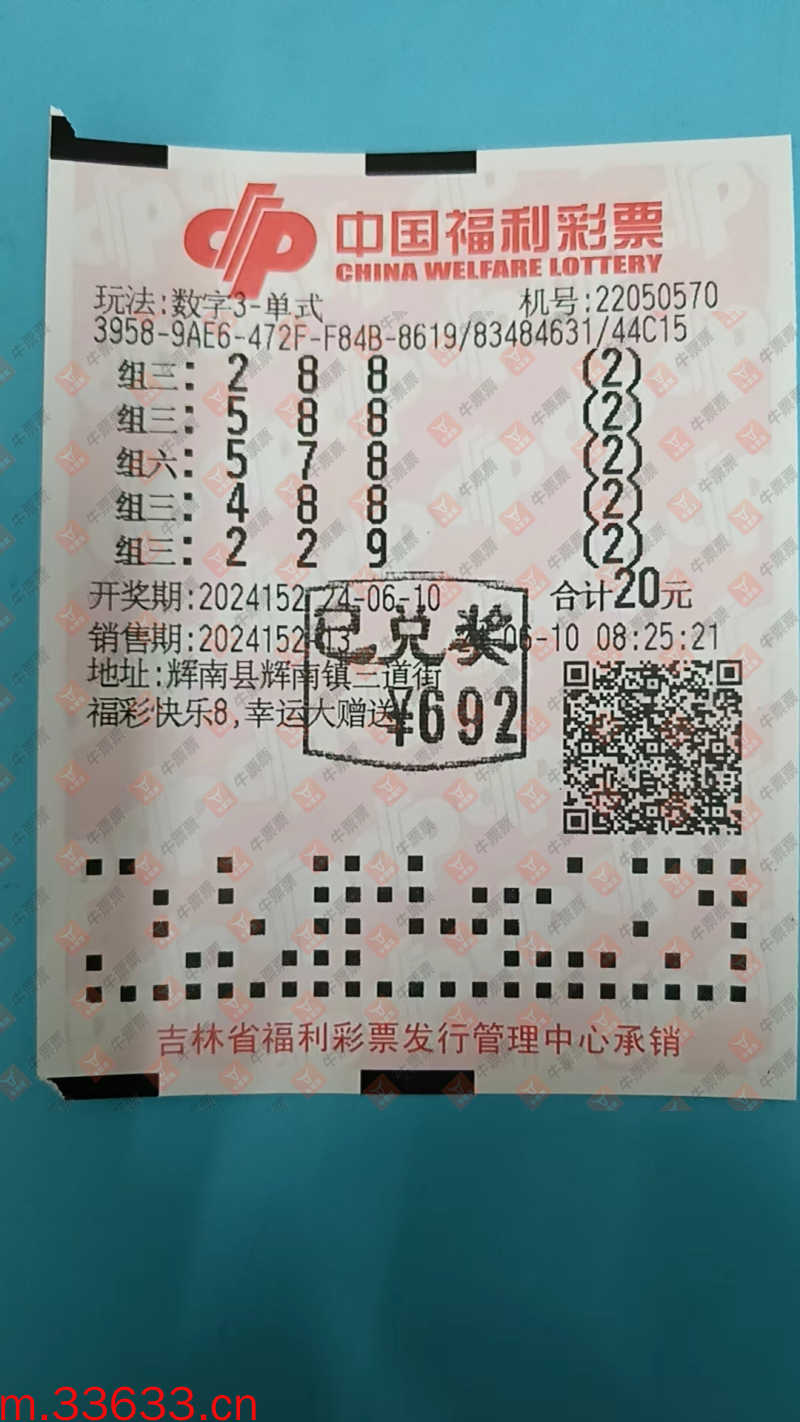 中国福利彩票
CHINA WELFARE LOTTERY
玩法:数字3-单式 机号:22050570
3958-9AE6-472F-F84B-8619/83484631/44C15
组三: 2 8 8 (2)
组三: 5 8 8 (2)
组六: 5 7 8 (2)
组三: 4 8 8 (2)
组三: 2 2 9 (2)
开奖期:2024152 24-06-10 合计20元
销售期:2024152-13 06-10 08:25:21
已兑奖
地址:辉南县辉南镇三道街
福彩快乐8,幸运大赠送
¥692
吉林省福利彩票发行管理中心承销
牛票票
m.33633.cn